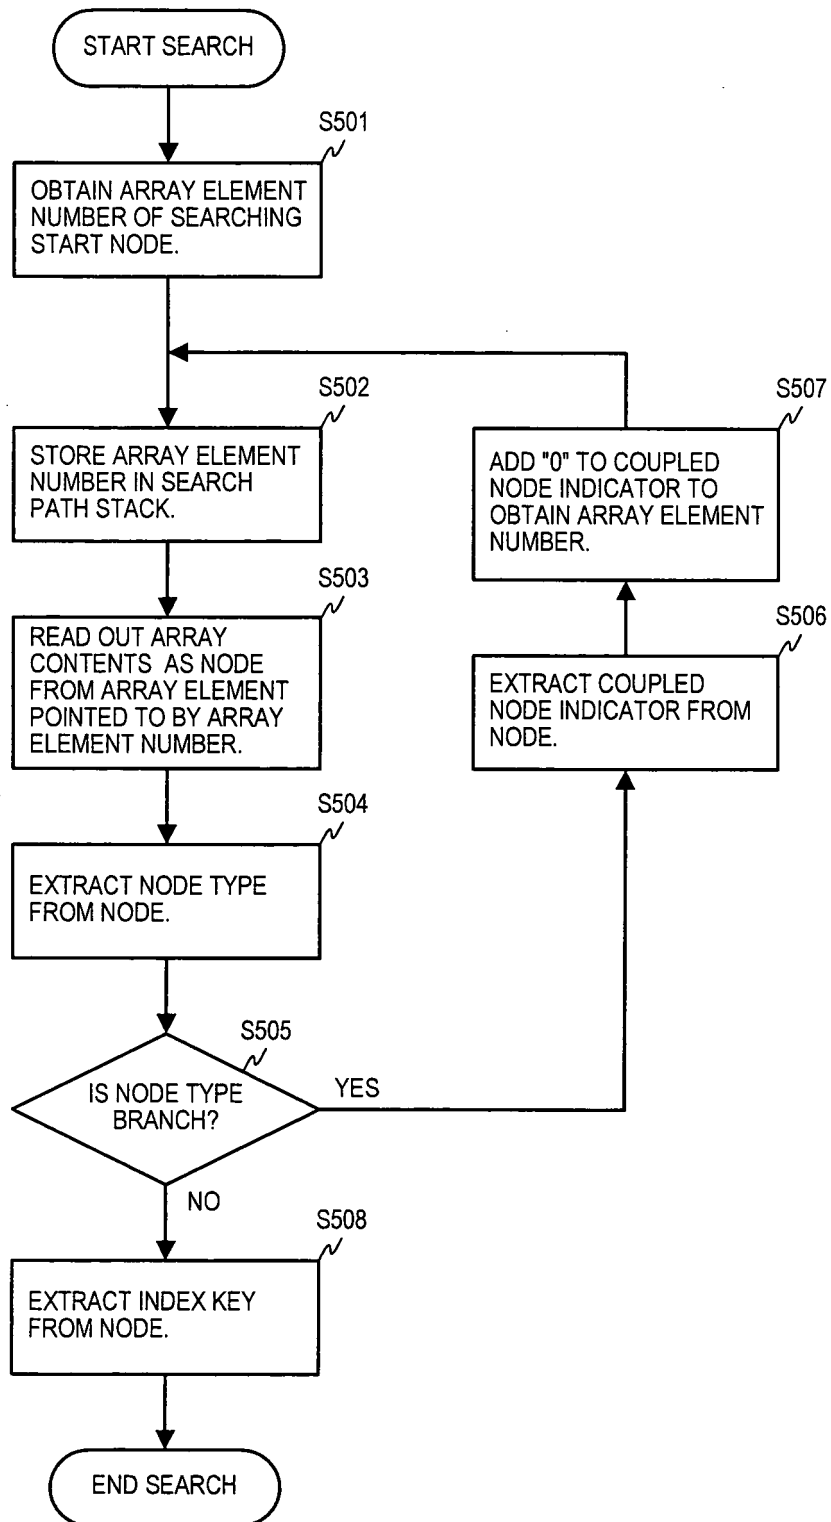 START SEARCH
S501
OBTAIN ARRAY ELEMENT
NUMBER OF SEARCHING
START NODE.
S502
STORE ARRAY ELEMENT
NUMBER IN SEARCH
PATH STACK.
S503
READ OUT ARRAY
CONTENTS AS NODE
FROM ARRAY ELEMENT
POINTED TO BY ARRAY
ELEMENT NUMBER.
S504
EXTRACT NODE TYPE
FROM NODE.
S505
IS NODE TYPE
BRANCH?
YES
NO
S507
ADD "0" TO COUPLED
NODE INDICATOR TO
OBTAIN ARRAY ELEMENT
NUMBER.
S506
EXTRACT COUPLED
NODE INDICATOR FROM
NODE.
S508
EXTRACT INDEX KEY
FROM NODE.
END SEARCH